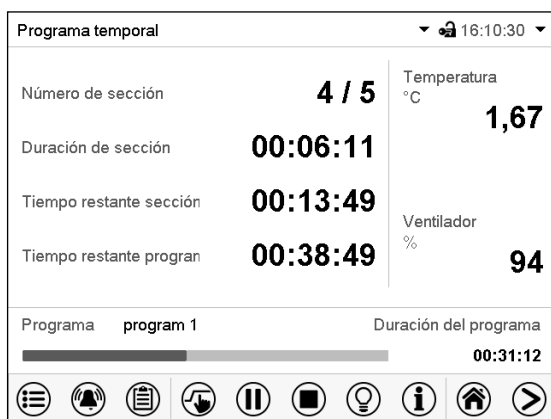 Programa temporal 16:10:30
Número de sección 4 / 5
Duración de sección 00:06:11
Tiempo restante sección 00:13:49
Tiempo restante progran 00:38:49
Temperatura
°C
1,67
Ventilador
%
94
Programa program 1 Duración del programa
00:31:12